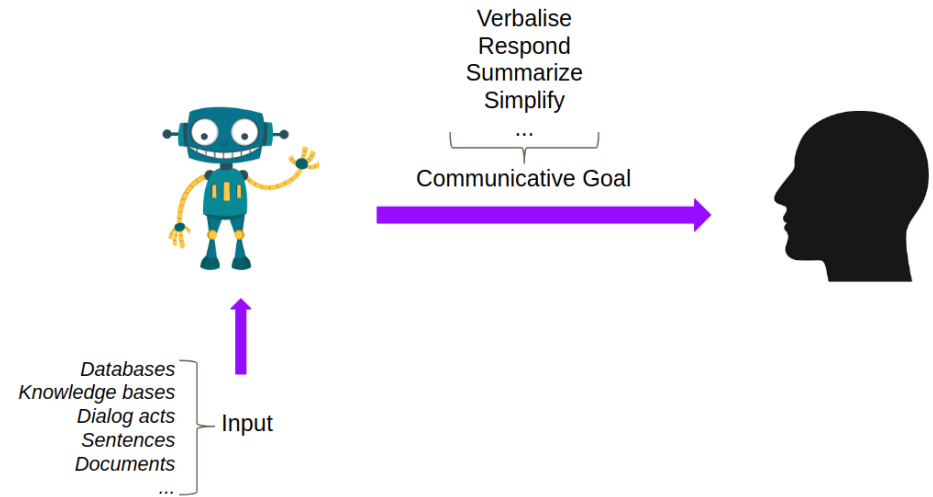 Verbalise
Respond
Summarize
Simplify
...
Communicative Goal
Databases
Knowledge bases
Dialog acts
Sentences
Documents
...
Input